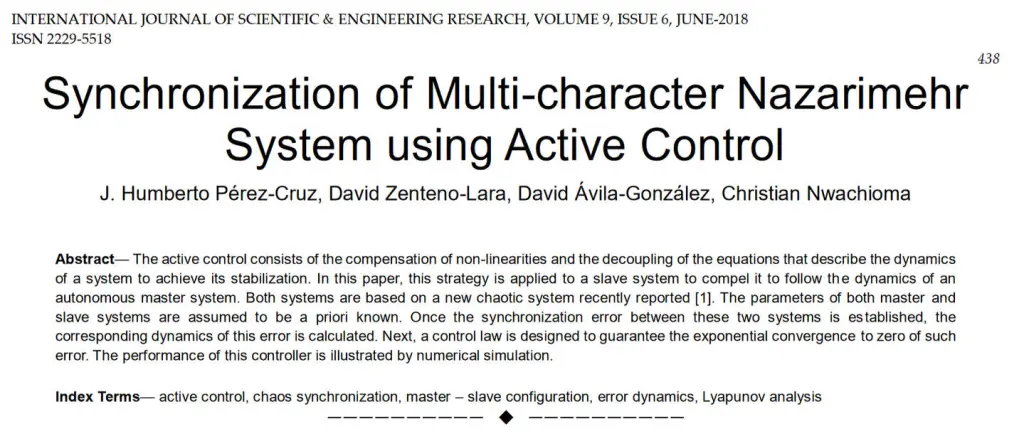 INTERNATIONAL JOURNAL OF SCIENTIFIC & ENGINEERING RESEARCH, VOLUME 9, ISSUE 6, JUNE-2018
ISSN 2229-5518
438
Synchronization of Multi-character Nazarimehr
System using Active Control
J. Humberto Pérez-Cruz, David Zenteno-Lara, David Ávila-González, Christian Nwachioma
Abstract— The active control consists of the compensation of non-linearities and the decoupling of the equations that describe the dynamics
of a system to achieve its stabilization. In this paper, this strategy is applied to a slave system to compel it to follow the dynamics of an
autonomous master system. Both systems are based on a new chaotic system recently reported [1]. The parameters of both master and
slave systems are assumed to be a priori known. Once the synchronization error between these two systems is established, the
corresponding dynamics of this error is calculated. Next, a control law is designed to guarantee the exponential convergence to zero of such
error. The performance of this controller is illustrated by numerical simulation.
Index Terms— active control, chaos synchronization, master – slave configuration, error dynamics, Lyapunov analysis